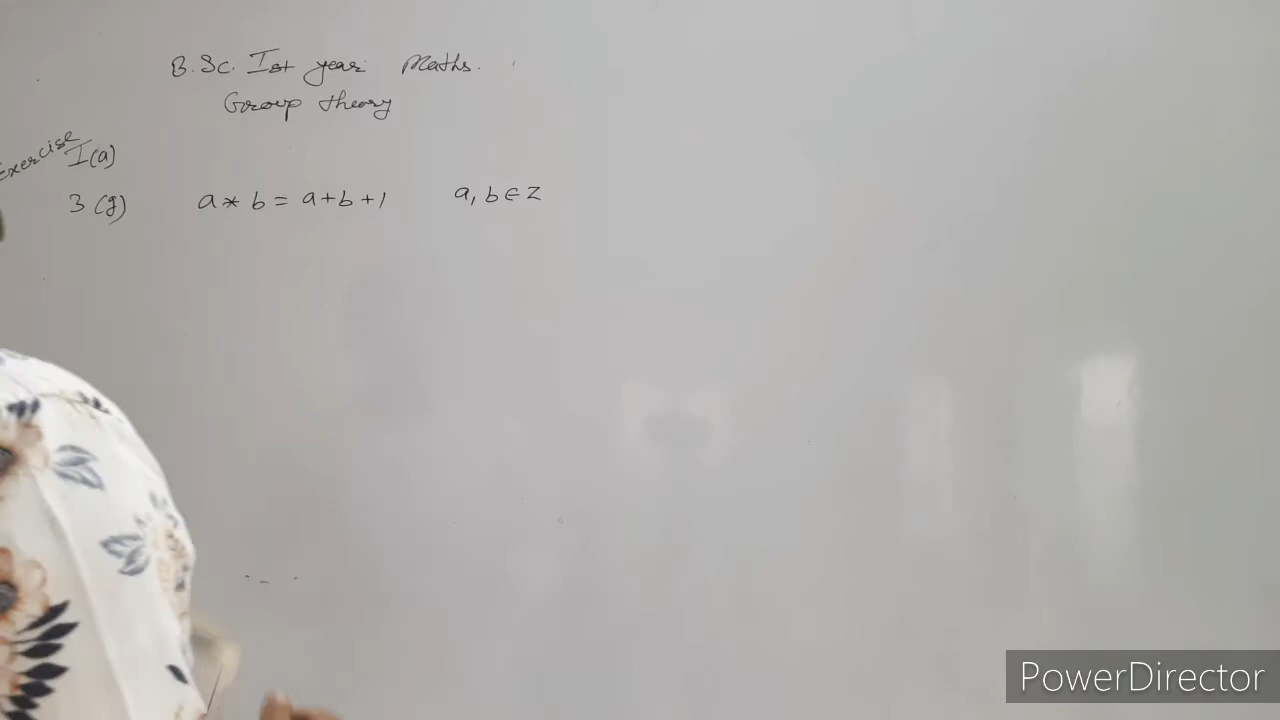 B.Sc. Ist year Maths.
Group theory
Exercise I(a)
3(g) a * b = a+b+1 a, b ∈ Z
PowerDirector